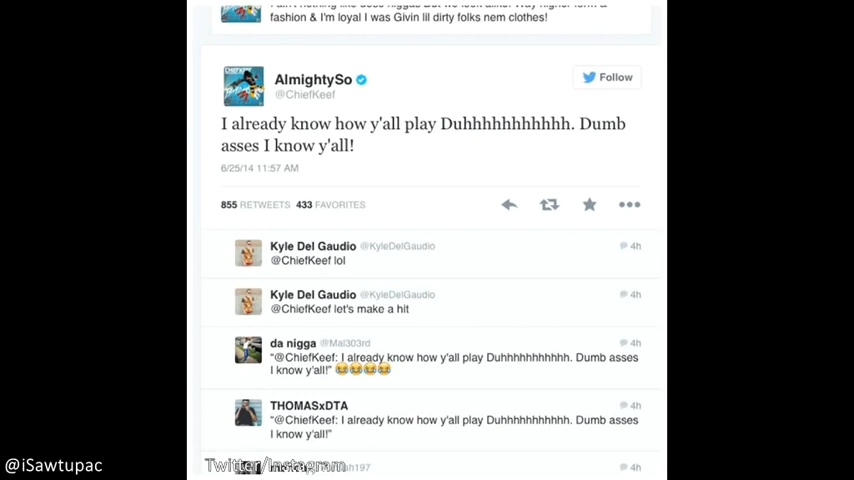 fashion & I'm loyal I was Givin lil dirty folks nem clothes!
AlmightySo
Follow
@ChiefKeef
I already know how y'all play Duhhhhhhhhhhh. Dumb
asses I know y'all!
6/25/14 11:57 AM
855 RETWEETS 433 FAVORITES
Kyle Del Gaudio @KyleDelGaudio 4h
@ChiefKeef lol
Kyle Del Gaudio @KyleDelGaudio 4h
@ChiefKeef let's make a hit
da nigga @Mal303rd 4h
"@ChiefKeef: I already know how y'all play Duhhhhhhhhhhh. Dumb asses
I know y'all!" 😂😂😂😂
THOMASxDTA 4h
"@ChiefKeef: I already know how y'all play Duhhhhhhhhhhh. Dumb asses
I know y'all!"
4h
@iSawtupac
Twitter/Instagram